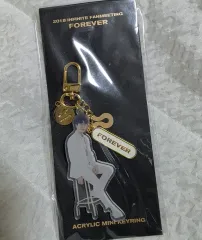 2018 INFINITE FANMEETING
FOREVER
FOREVER
ACRYLIC MINI KEYRING